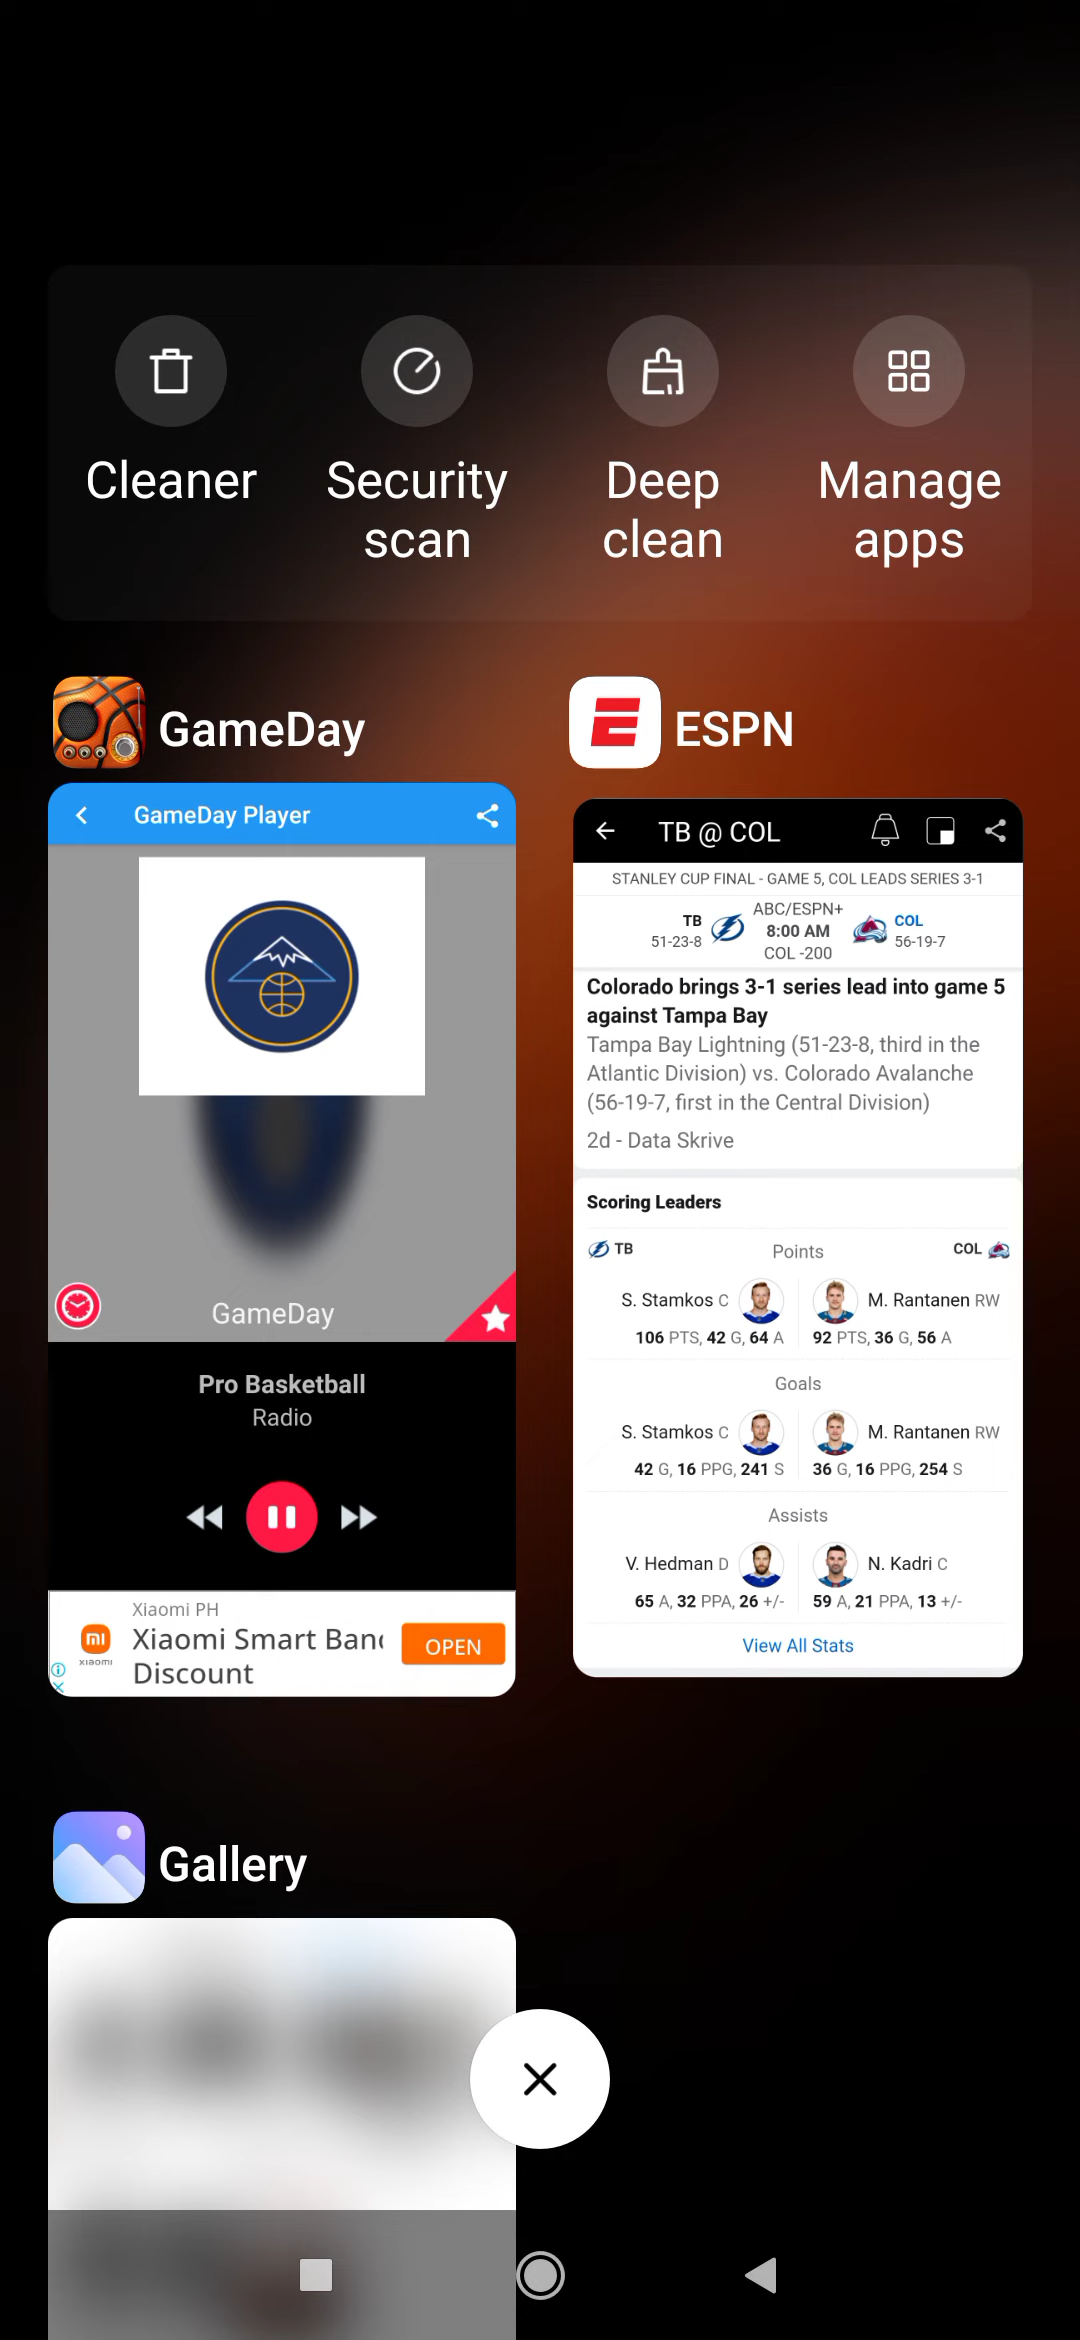 Cleaner
Security scan
Deep clean
Manage apps
GameDay
GameDay Player
GameDay
Pro Basketball
Radio
Xiaomi PH
Xiaomi Smart Band
Discount
OPEN
mi
xiaomi
ESPN
TB @ COL
STANLEY CUP FINAL - GAME 5, COL LEADS SERIES 3-1
TB
51-23-8
ABC/ESPN+
8:00 AM
COL -200
COL
56-19-7
Colorado brings 3-1 series lead into game 5
against Tampa Bay
Tampa Bay Lightning (51-23-8, third in the
Atlantic Division) vs. Colorado Avalanche
(56-19-7, first in the Central Division)
2d - Data Skrive
Scoring Leaders
TB Points COL
S. Stamkos C M. Rantanen RW
106 PTS, 42 G, 64 A 92 PTS, 36 G, 56 A
Goals
S. Stamkos C M. Rantanen RW
42 G, 16 PPG, 241 S 36 G, 16 PPG, 254 S
Assists
V. Hedman D N. Kadri C
65 A, 32 PPA, 26 +/- 59 A, 21 PPA, 13 +/-
View All Stats
Gallery